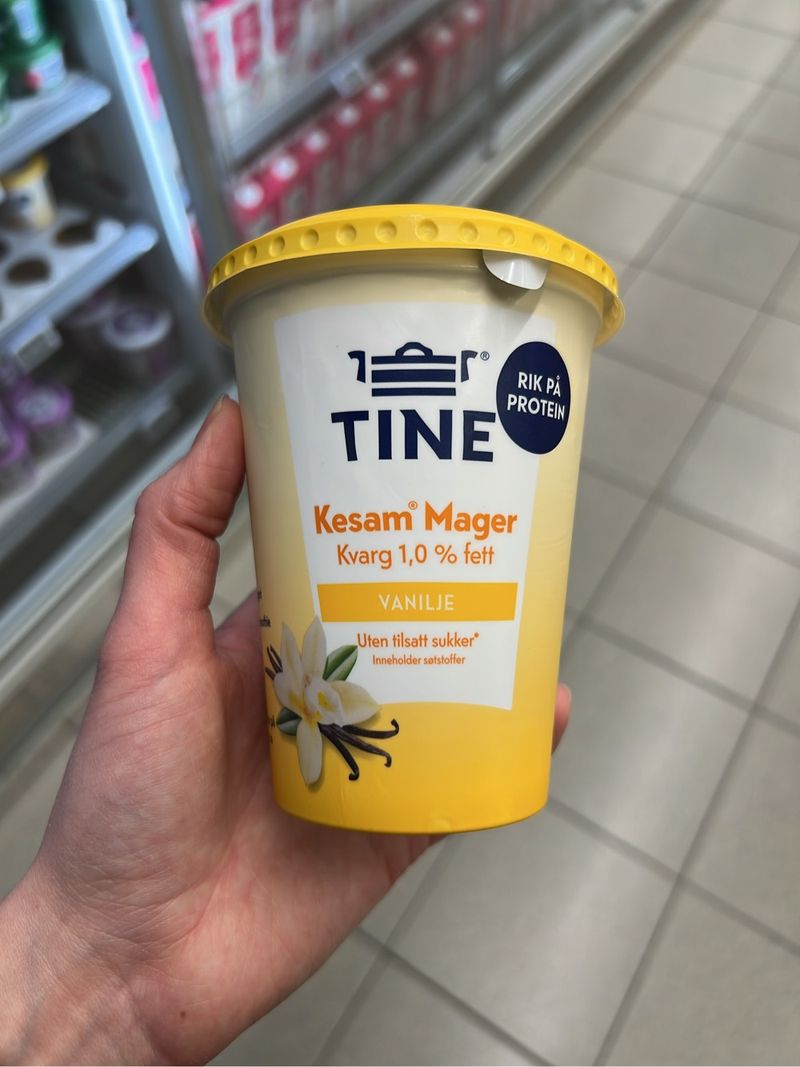 TINE®
RIK PÅ
PROTEIN
Kesam® Mager
Kvarg 1,0 % fett
VANILJE
Uten tilsatt sukker*
Inneholder søtstoffer